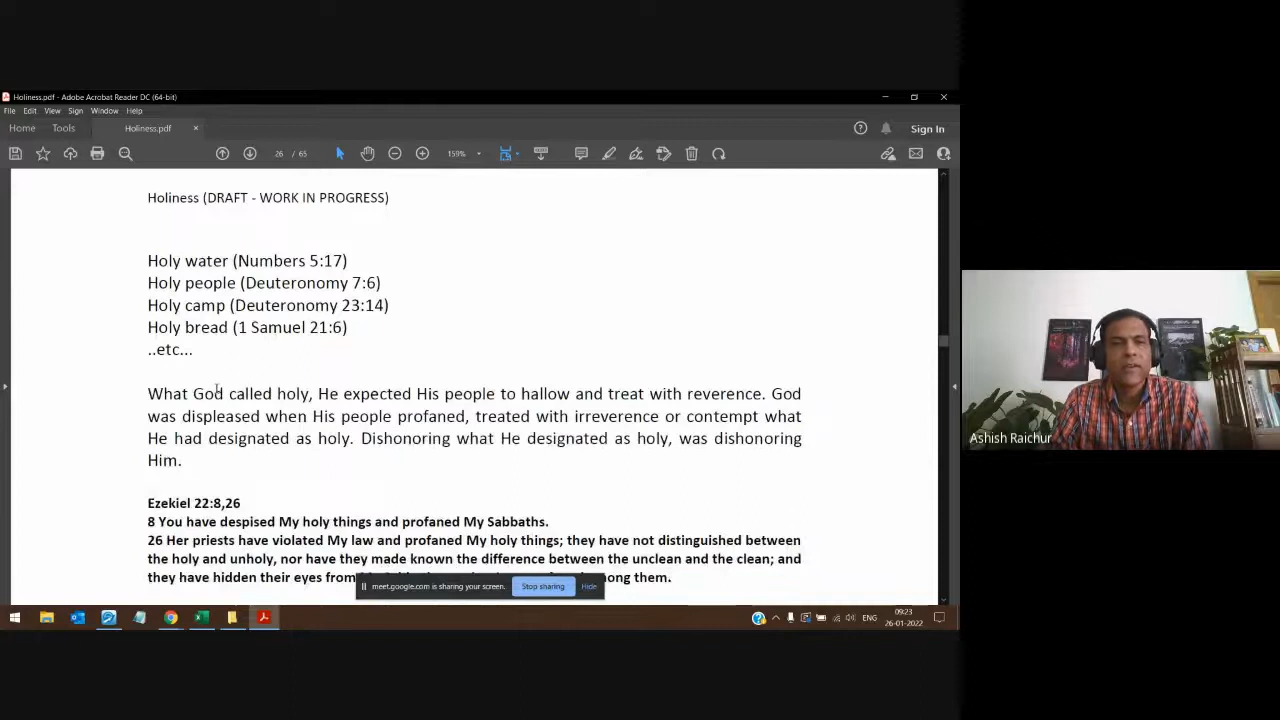 Holiness.pdf - Adobe Acrobat Reader DC (64-bit)
File Edit View Sign Window Help
Home Tools Holiness.pdf × Sign In
26 / 65 159%
Holiness (DRAFT - WORK IN PROGRESS)
Holy water (Numbers 5:17)
Holy people (Deuteronomy 7:6)
Holy camp (Deuteronomy 23:14)
Holy bread (1 Samuel 21:6)
..etc...
What God called holy, He expected His people to hallow and treat with reverence. God
was displeased when His people profaned, treated with irreverence or contempt what
He had designated as holy. Dishonoring what He designated as holy, was dishonoring
Him.
Ezekiel 22:8,26
8 You have despised My holy things and profaned My Sabbaths.
26 Her priests have violated My law and profaned My holy things; they have not distinguished between
the holy and unholy, nor have they made known the difference between the unclean and the clean; and
they have hidden their eyes from among them.
meet.google.com is sharing your screen. Stop sharing Hide
ENG 09:23
26-01-2022
Ashish Raichur